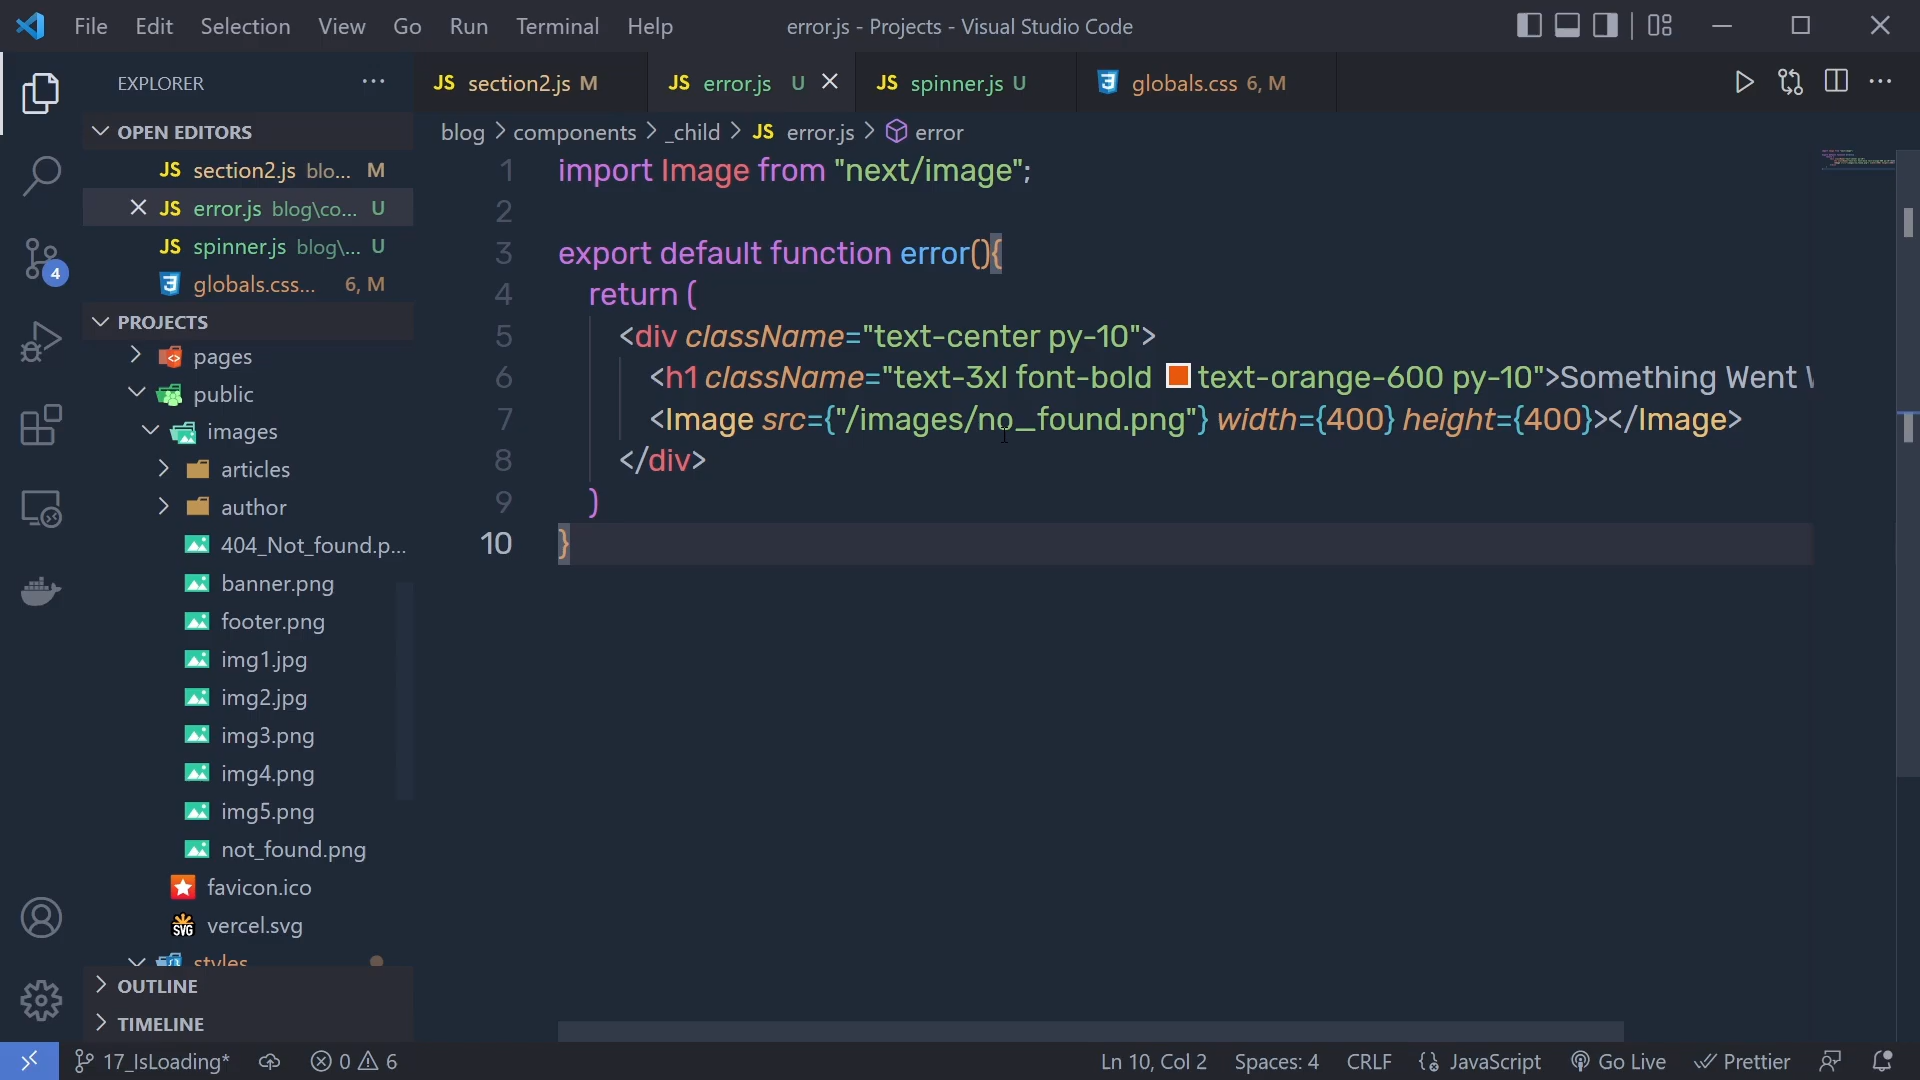 File Edit Selection View Go Run Terminal Help error.js - Projects - Visual Studio Code
EXPLORER
JS section2.js M JS error.js U JS spinner.js U globals.css 6, M
OPEN EDITORS
blog components _child JS error.js error
JS section2.js blo... M
JS error.js blog\co... U
JS spinner.js blog\... U
globals.css... 6, M
PROJECTS
pages
public
images
articles
author
404_Not_found.p...
banner.png
footer.png
img1.jpg
img2.jpg
img3.png
img4.png
img5.png
not_found.png
favicon.ico
SVG vercel.svg
styles
OUTLINE
TIMELINE
1 import Image from "next/image";
2
3 export default function error(){
4 return (
5 <div className="text-center py-10">
6 <h1 className="text-3xl font-bold text-orange-600 py-10">Something Went
7 <Image src={"/images/no_found.png"} width={400} height={400}></Image>
8 </div>
9 )
10 }
4
17_IsLoading* 0 6 Ln 10, Col 2 Spaces: 4 CRLF {} JavaScript Go Live Prettier